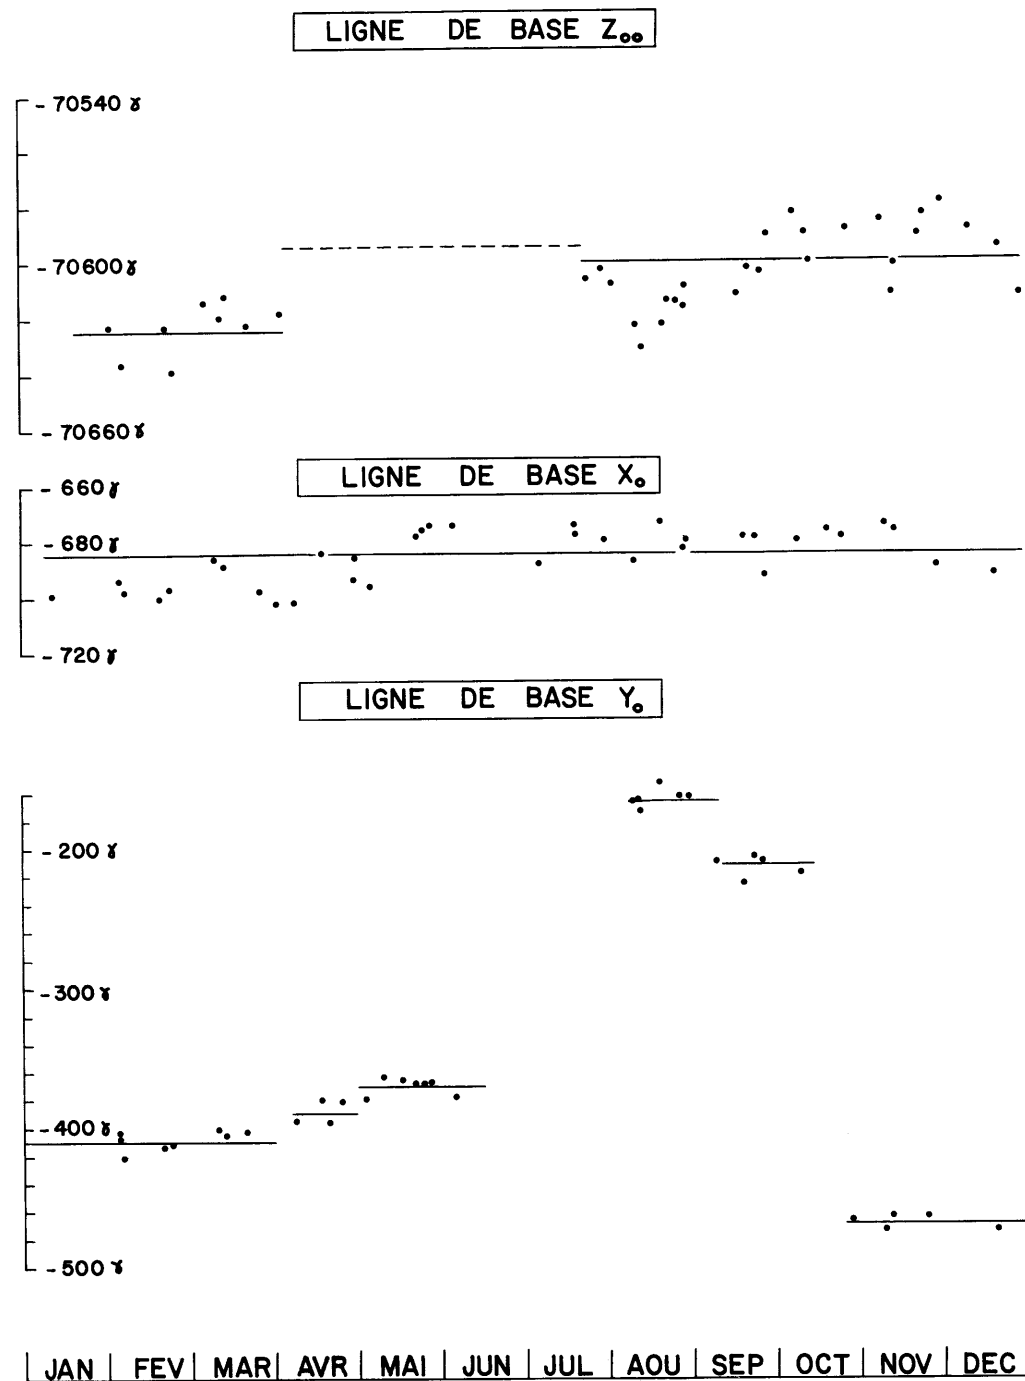 LIGNE DE BASE Z₀₀
- 70540 ɣ
- 70600 ɣ
- 70660 ɣ
LIGNE DE BASE X₀
- 660 ɣ
- 680 ɣ
- 720 ɣ
LIGNE DE BASE Y₀
- 200 ɣ
- 300 ɣ
- 400 ɣ
- 500 ɣ
JAN | FEV | MAR | AVR | MAI | JUN | JUL | AOU | SEP | OCT | NOV | DEC